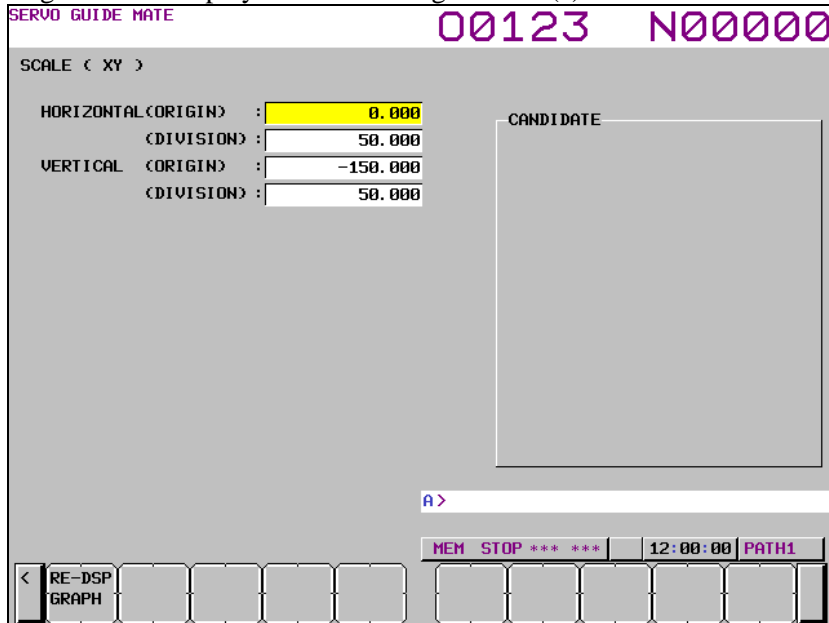 SERVO GUIDE MATE
O0123 N00000
SCALE ( XY )
HORIZONTAL(ORIGIN) : 0.000
(DIVISION) : 50.000
VERTICAL (ORIGIN) : -150.000
(DIVISION) : 50.000
CANDIDATE
A>
MEM STOP *** *** 12:00:00 PATH1
< RE-DSP
GRAPH